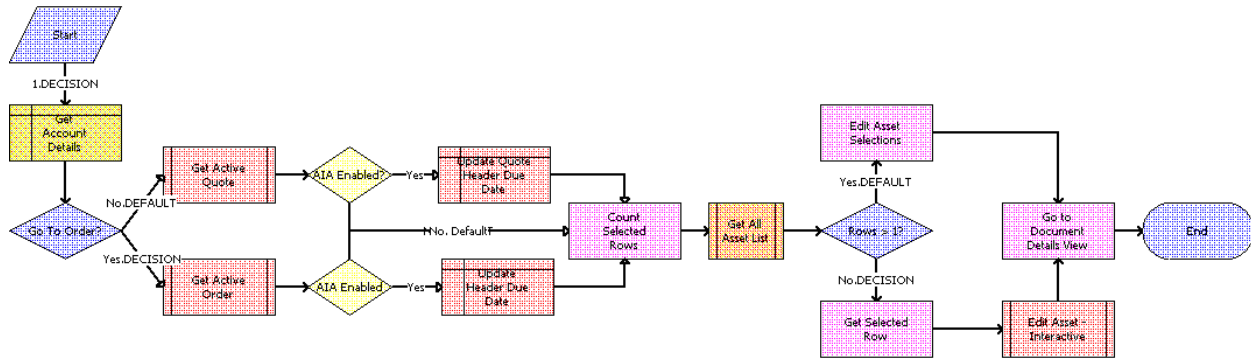 Start
1.DECISION
Get
Account
Details
Go To Order?
No.DEFAULT
Yes.DECISION
Get Active
Quote
Get Active
Order
AIA Enabled?
Yes
AIA Enabled
Yes
Update Quote
Header Due
Date
No. Default
Update
Header Due
Date
Count
Selected
Rows
Get All
Asset List
Rows > 1?
Yes.DEFAULT
No.DECISION
Edit Asset
Selections
Get Selected
Row
Go to
Document
Details View
Edit Asset -
Interactive
End